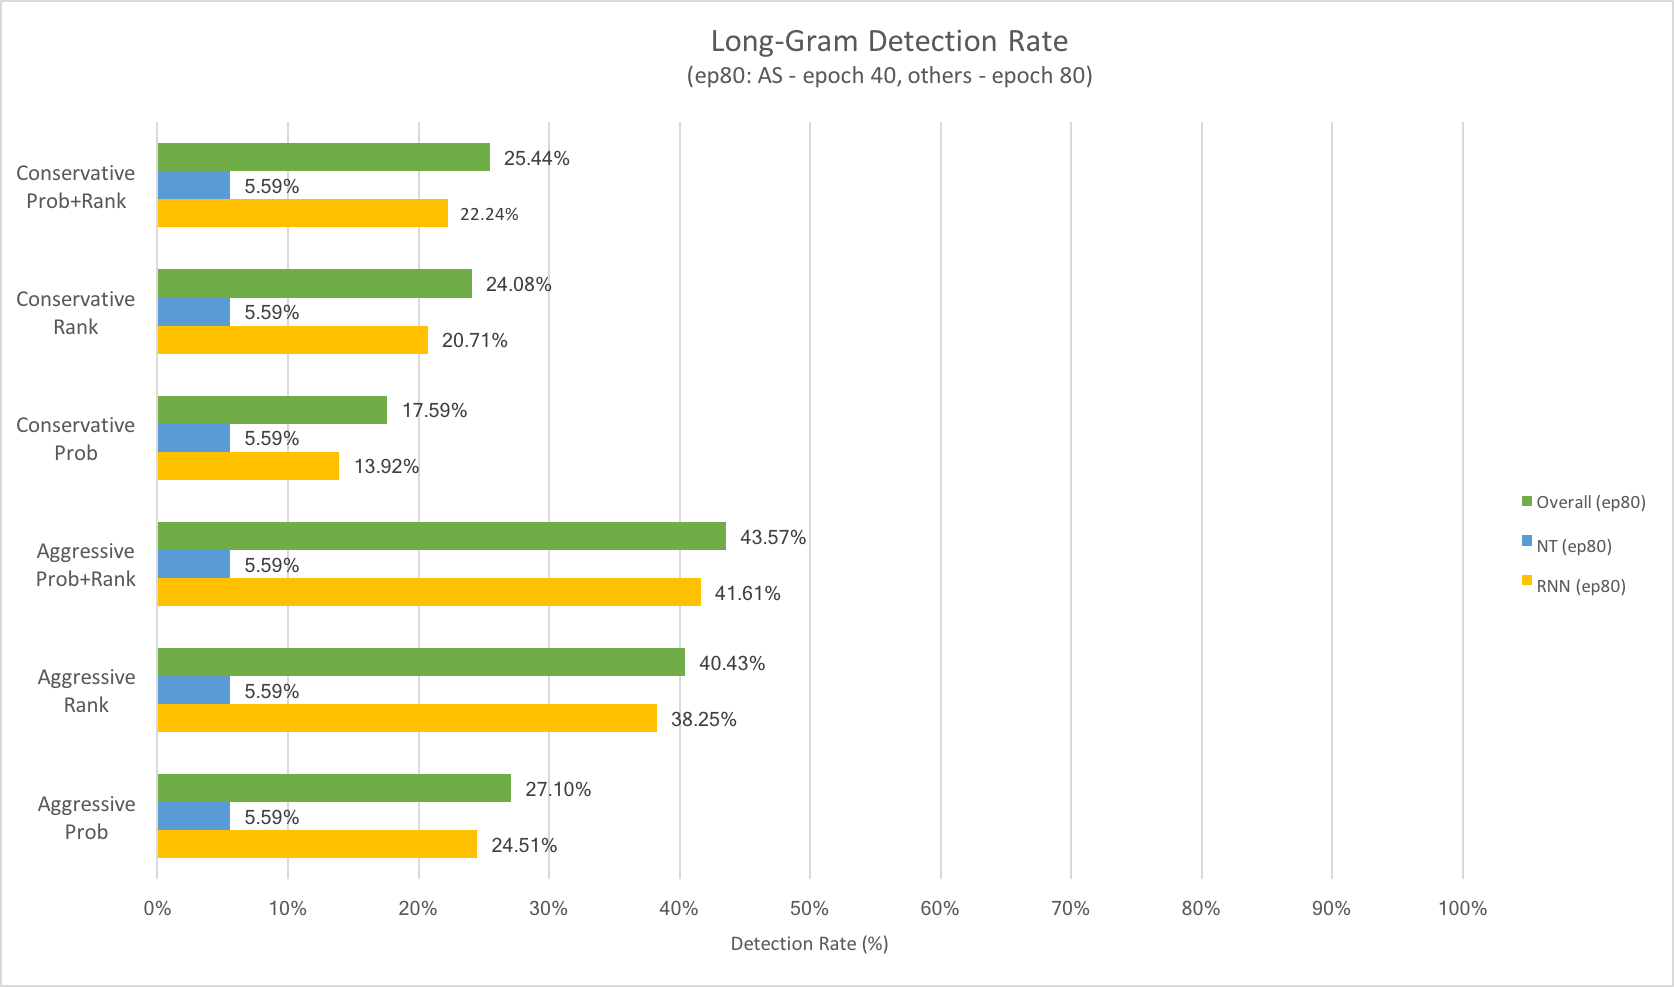 Long-Gram Detection Rate
(ep80: AS - epoch 40, others - epoch 80)
Conservative
Prob+Rank
25.44%
5.59%
22.24%
Conservative
Rank
24.08%
5.59%
20.71%
Conservative
Prob
17.59%
5.59%
13.92%
Aggressive
Prob+Rank
43.57%
5.59%
41.61%
Aggressive
Rank
40.43%
5.59%
38.25%
Aggressive
Prob
27.10%
5.59%
24.51%
Overall (ep80)
NT (ep80)
RNN (ep80)
0% 10% 20% 30% 40% 50% 60% 70% 80% 90% 100%
Detection Rate (%)